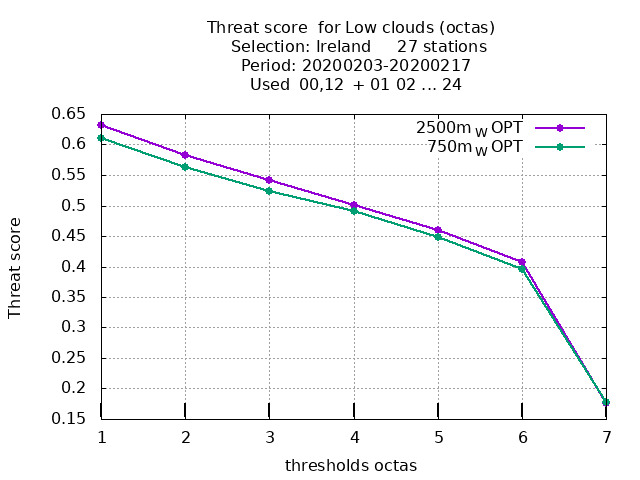 Threat score  for Low clouds (octas)
Selection: Ireland     27 stations
Period: 20200203-20200217
Used  00,12  + 01 02 ... 24
0.65
0.6
0.55
0.5
0.45
0.4
0.35
0.3
0.25
0.2
0.15
Threat score
2500m W OPT
750m W OPT
1 2 3 4 5 6 7
thresholds octas